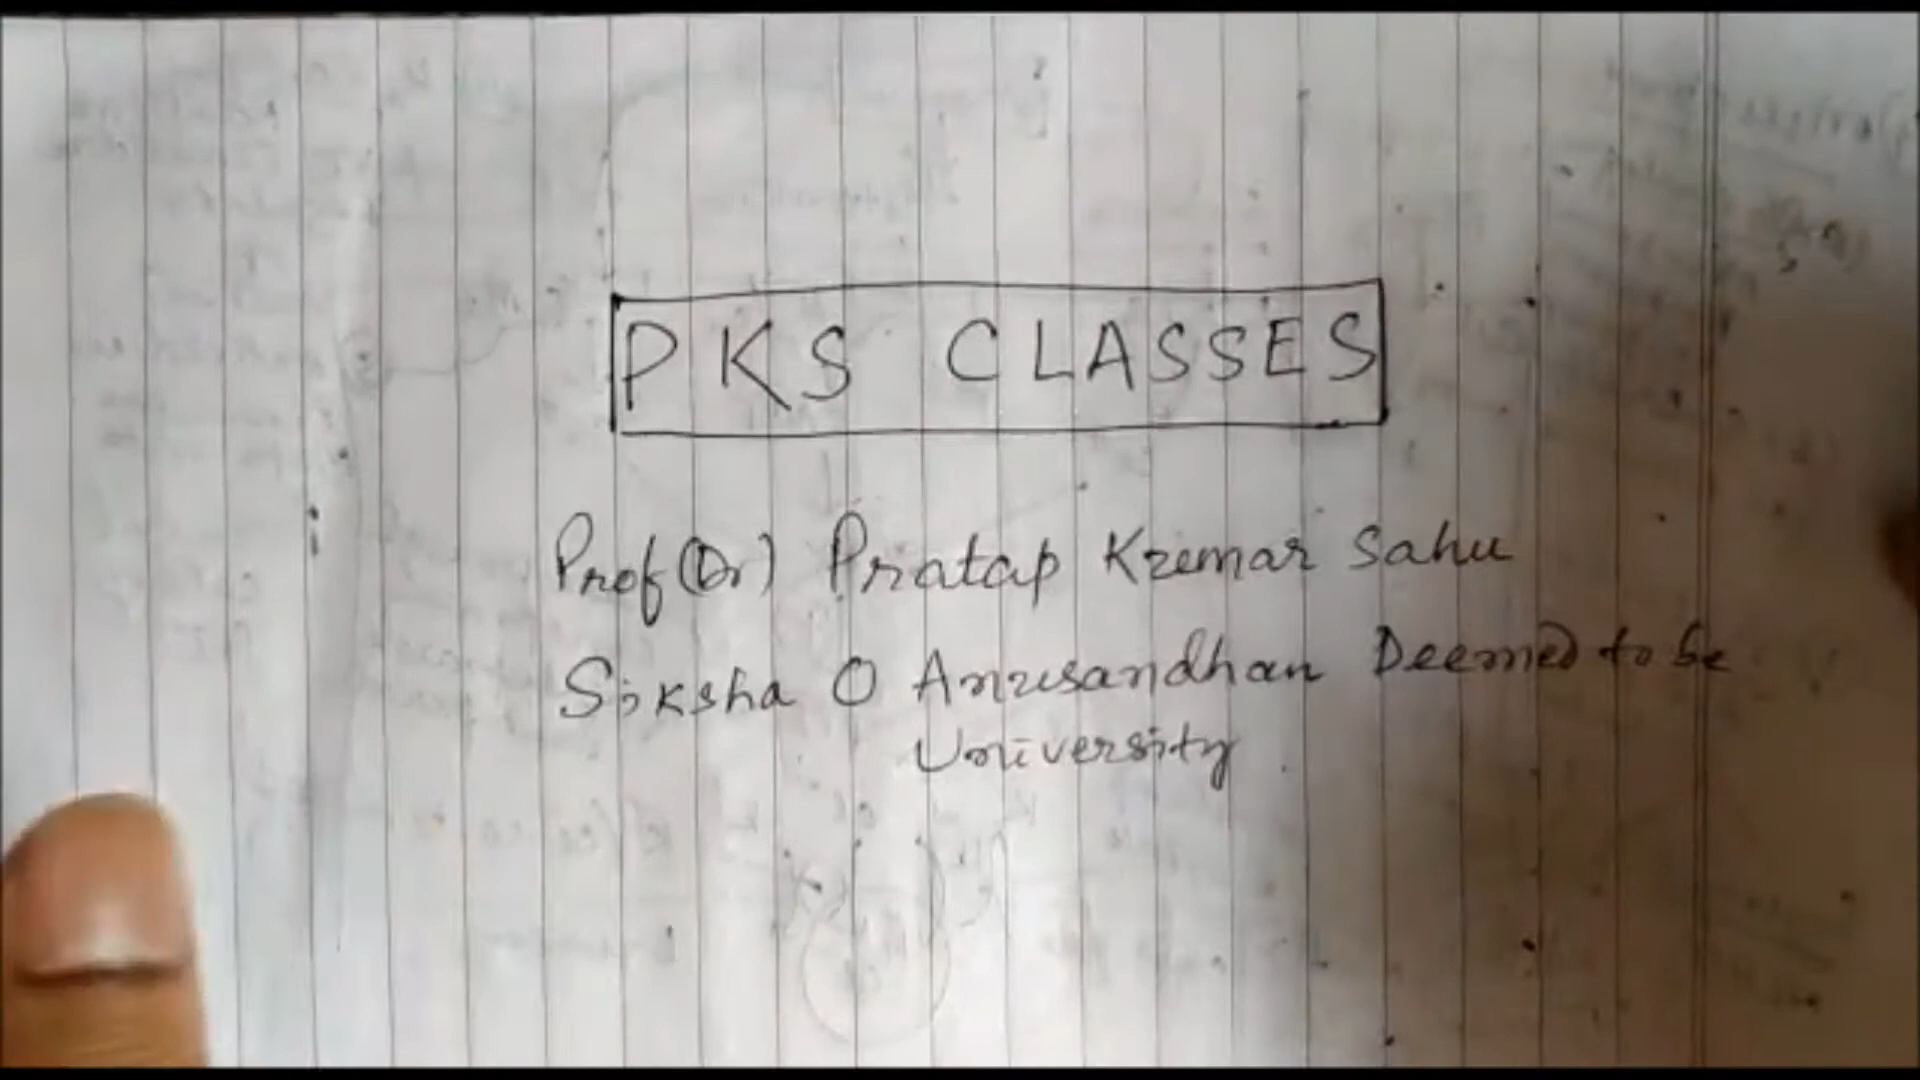 PKS CLASSES
Prof (Dr) Pratap Kumar Sahu
Siksha O Anusandhan Deemed to be
University